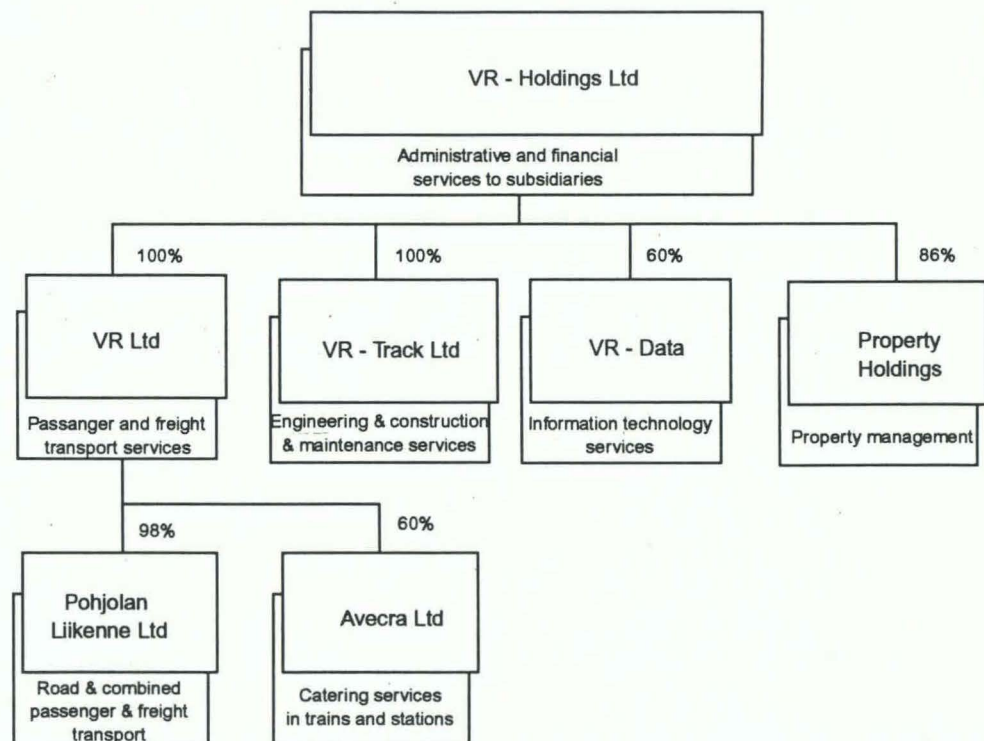 VR - Holdings Ltd
Administrative and financial
services to subsidiaries
100%
100%
60%
86%
VR Ltd
VR - Track Ltd
VR - Data
Property
Holdings
Passanger and freight
transport services
Engineering & construction
& maintenance services
Information technology
services
Property management
98%
60%
Pohjolan
Liikenne Ltd
Avecra Ltd
Road & combined
passenger & freight
transport
Catering services
in trains and stations